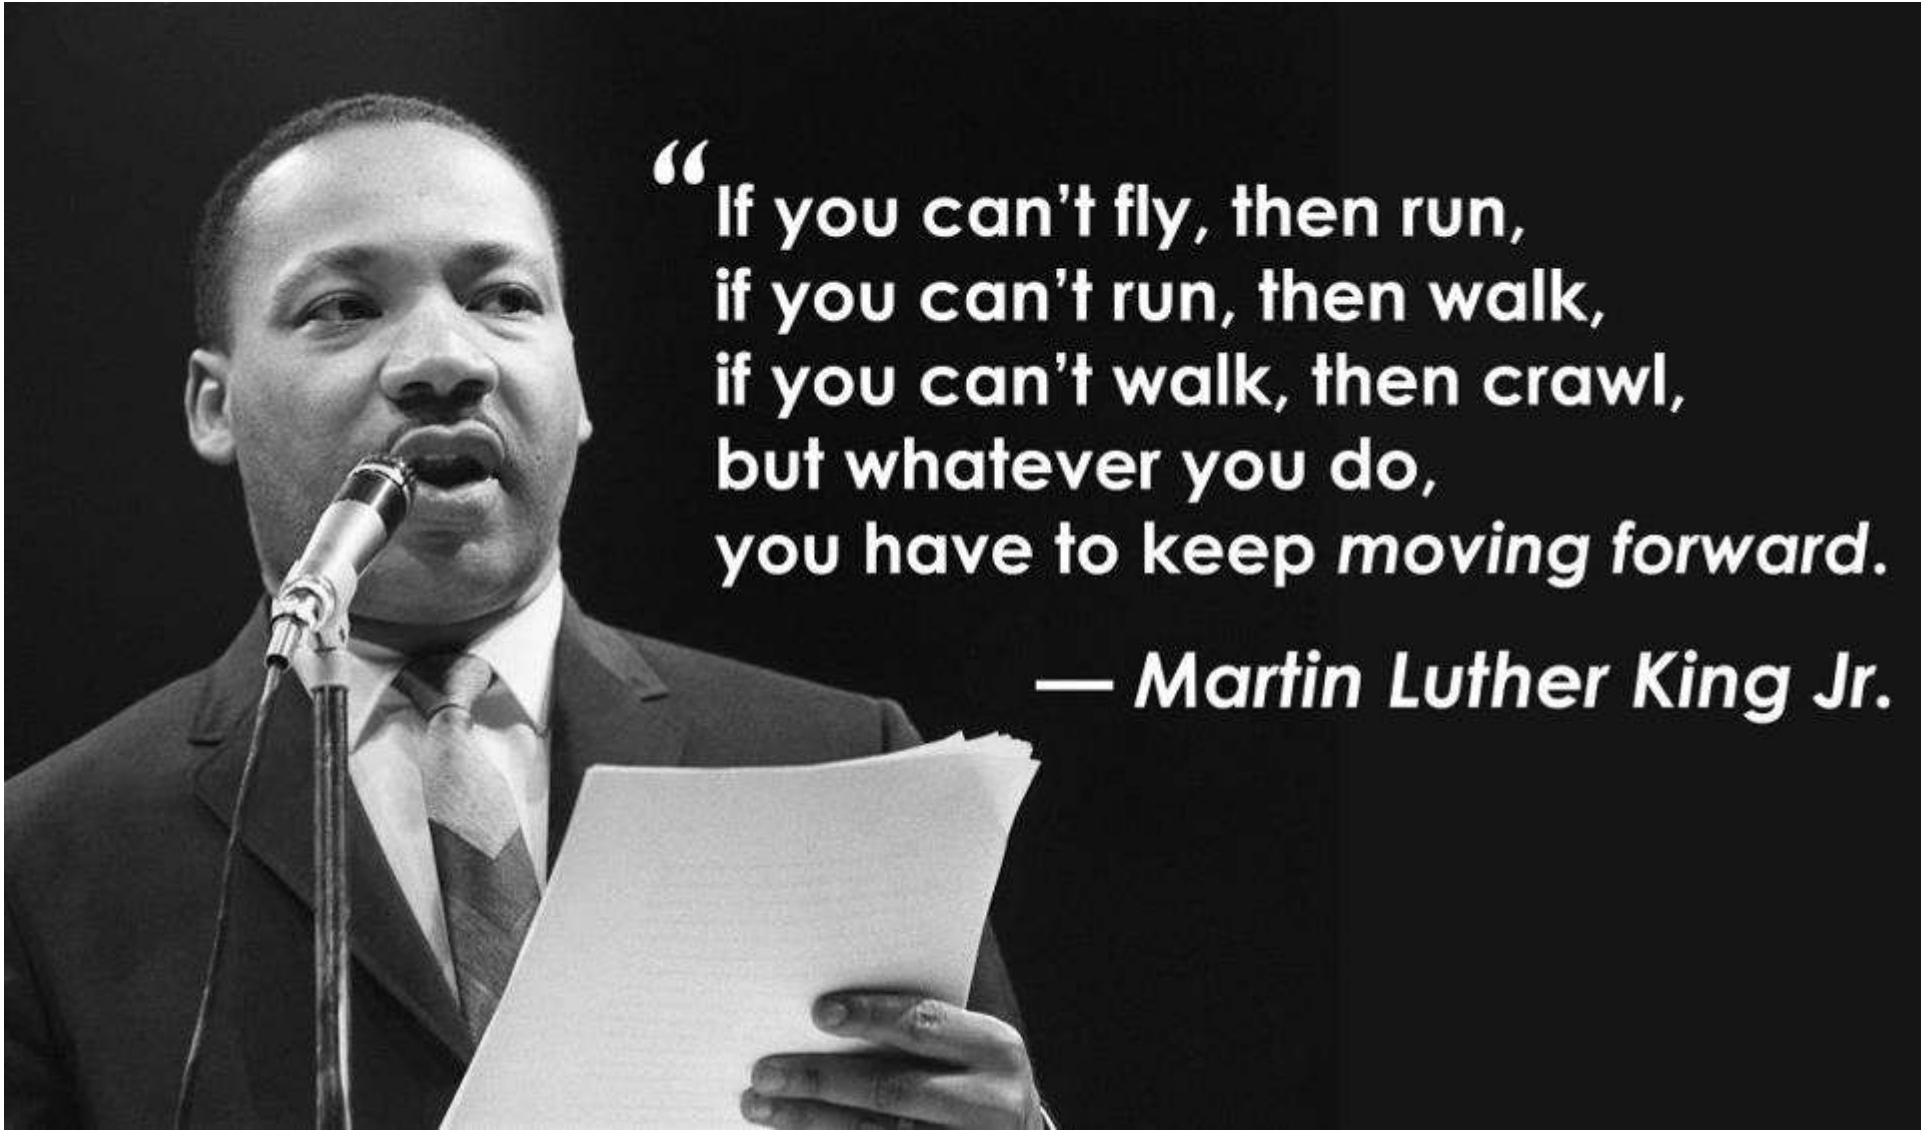 “If you can’t fly, then run,
if you can’t run, then walk,
if you can’t walk, then crawl,
but whatever you do,
you have to keep moving forward.
— Martin Luther King Jr.